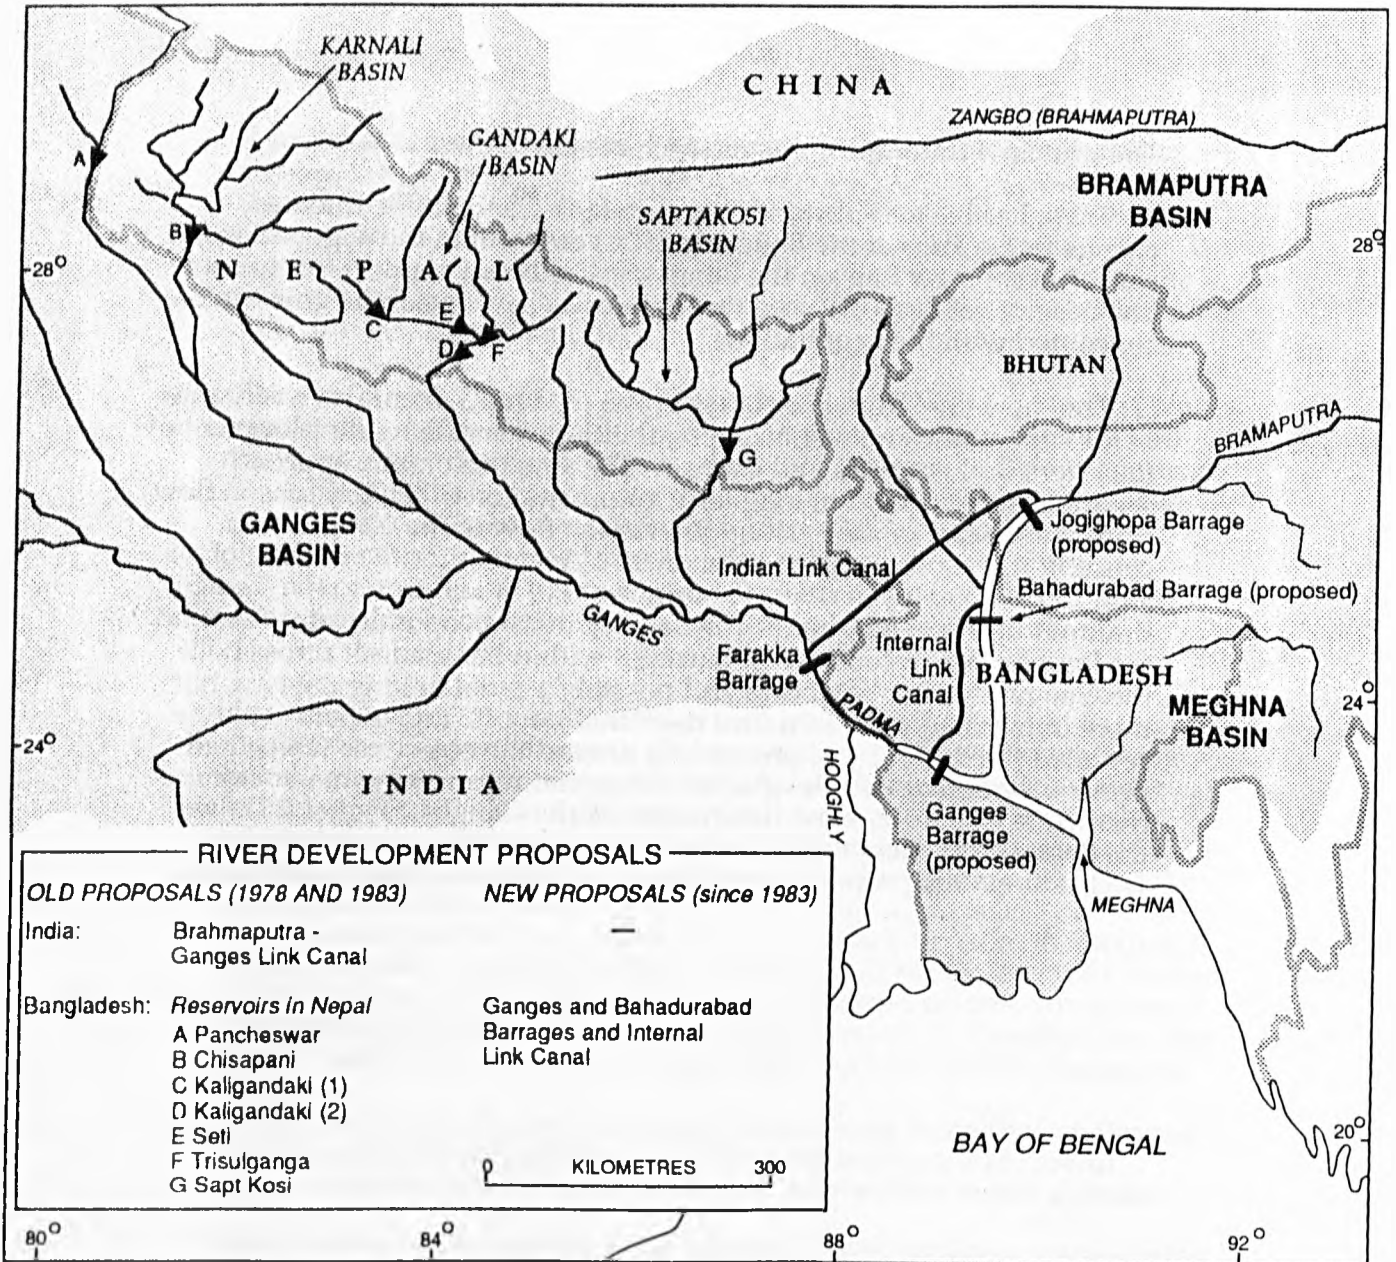 KARNALI
BASIN
CHINA
GANDAKI
BASIN
ZANGBO (BRAHMAPUTRA)
A
BRAMAPUTRA
BASIN
SAPTAKOSI
BASIN
B
28°
28°
NEPAL
C
E
D
F
BHUTAN
BRAMAPUTRA
G
GANGES
BASIN
Jogighopa Barrage
(proposed)
Indian Link Canal
Bahadurabad Barrage (proposed)
GANGES
Farakka
Barrage
Internal
Link
Canal
BANGLADESH
MEGHNA
BASIN
PADMA
24°
24°
INDIA
HOOGHLY
Ganges
Barrage
(proposed)
MEGHNA
RIVER DEVELOPMENT PROPOSALS
OLD PROPOSALS (1978 AND 1983)
NEW PROPOSALS (since 1983)
India:
Brahmaputra -
Ganges Link Canal
—
Bangladesh:
Reservoirs in Nepal
A Pancheswar
B Chisapani
C Kaligandaki (1)
D Kaligandaki (2)
E Seti
F Trisulganga
G Sapt Kosi
Ganges and Bahadurabad
Barrages and Internal
Link Canal
0 KILOMETRES 300
BAY OF BENGAL
20°
80°
84°
88°
92°